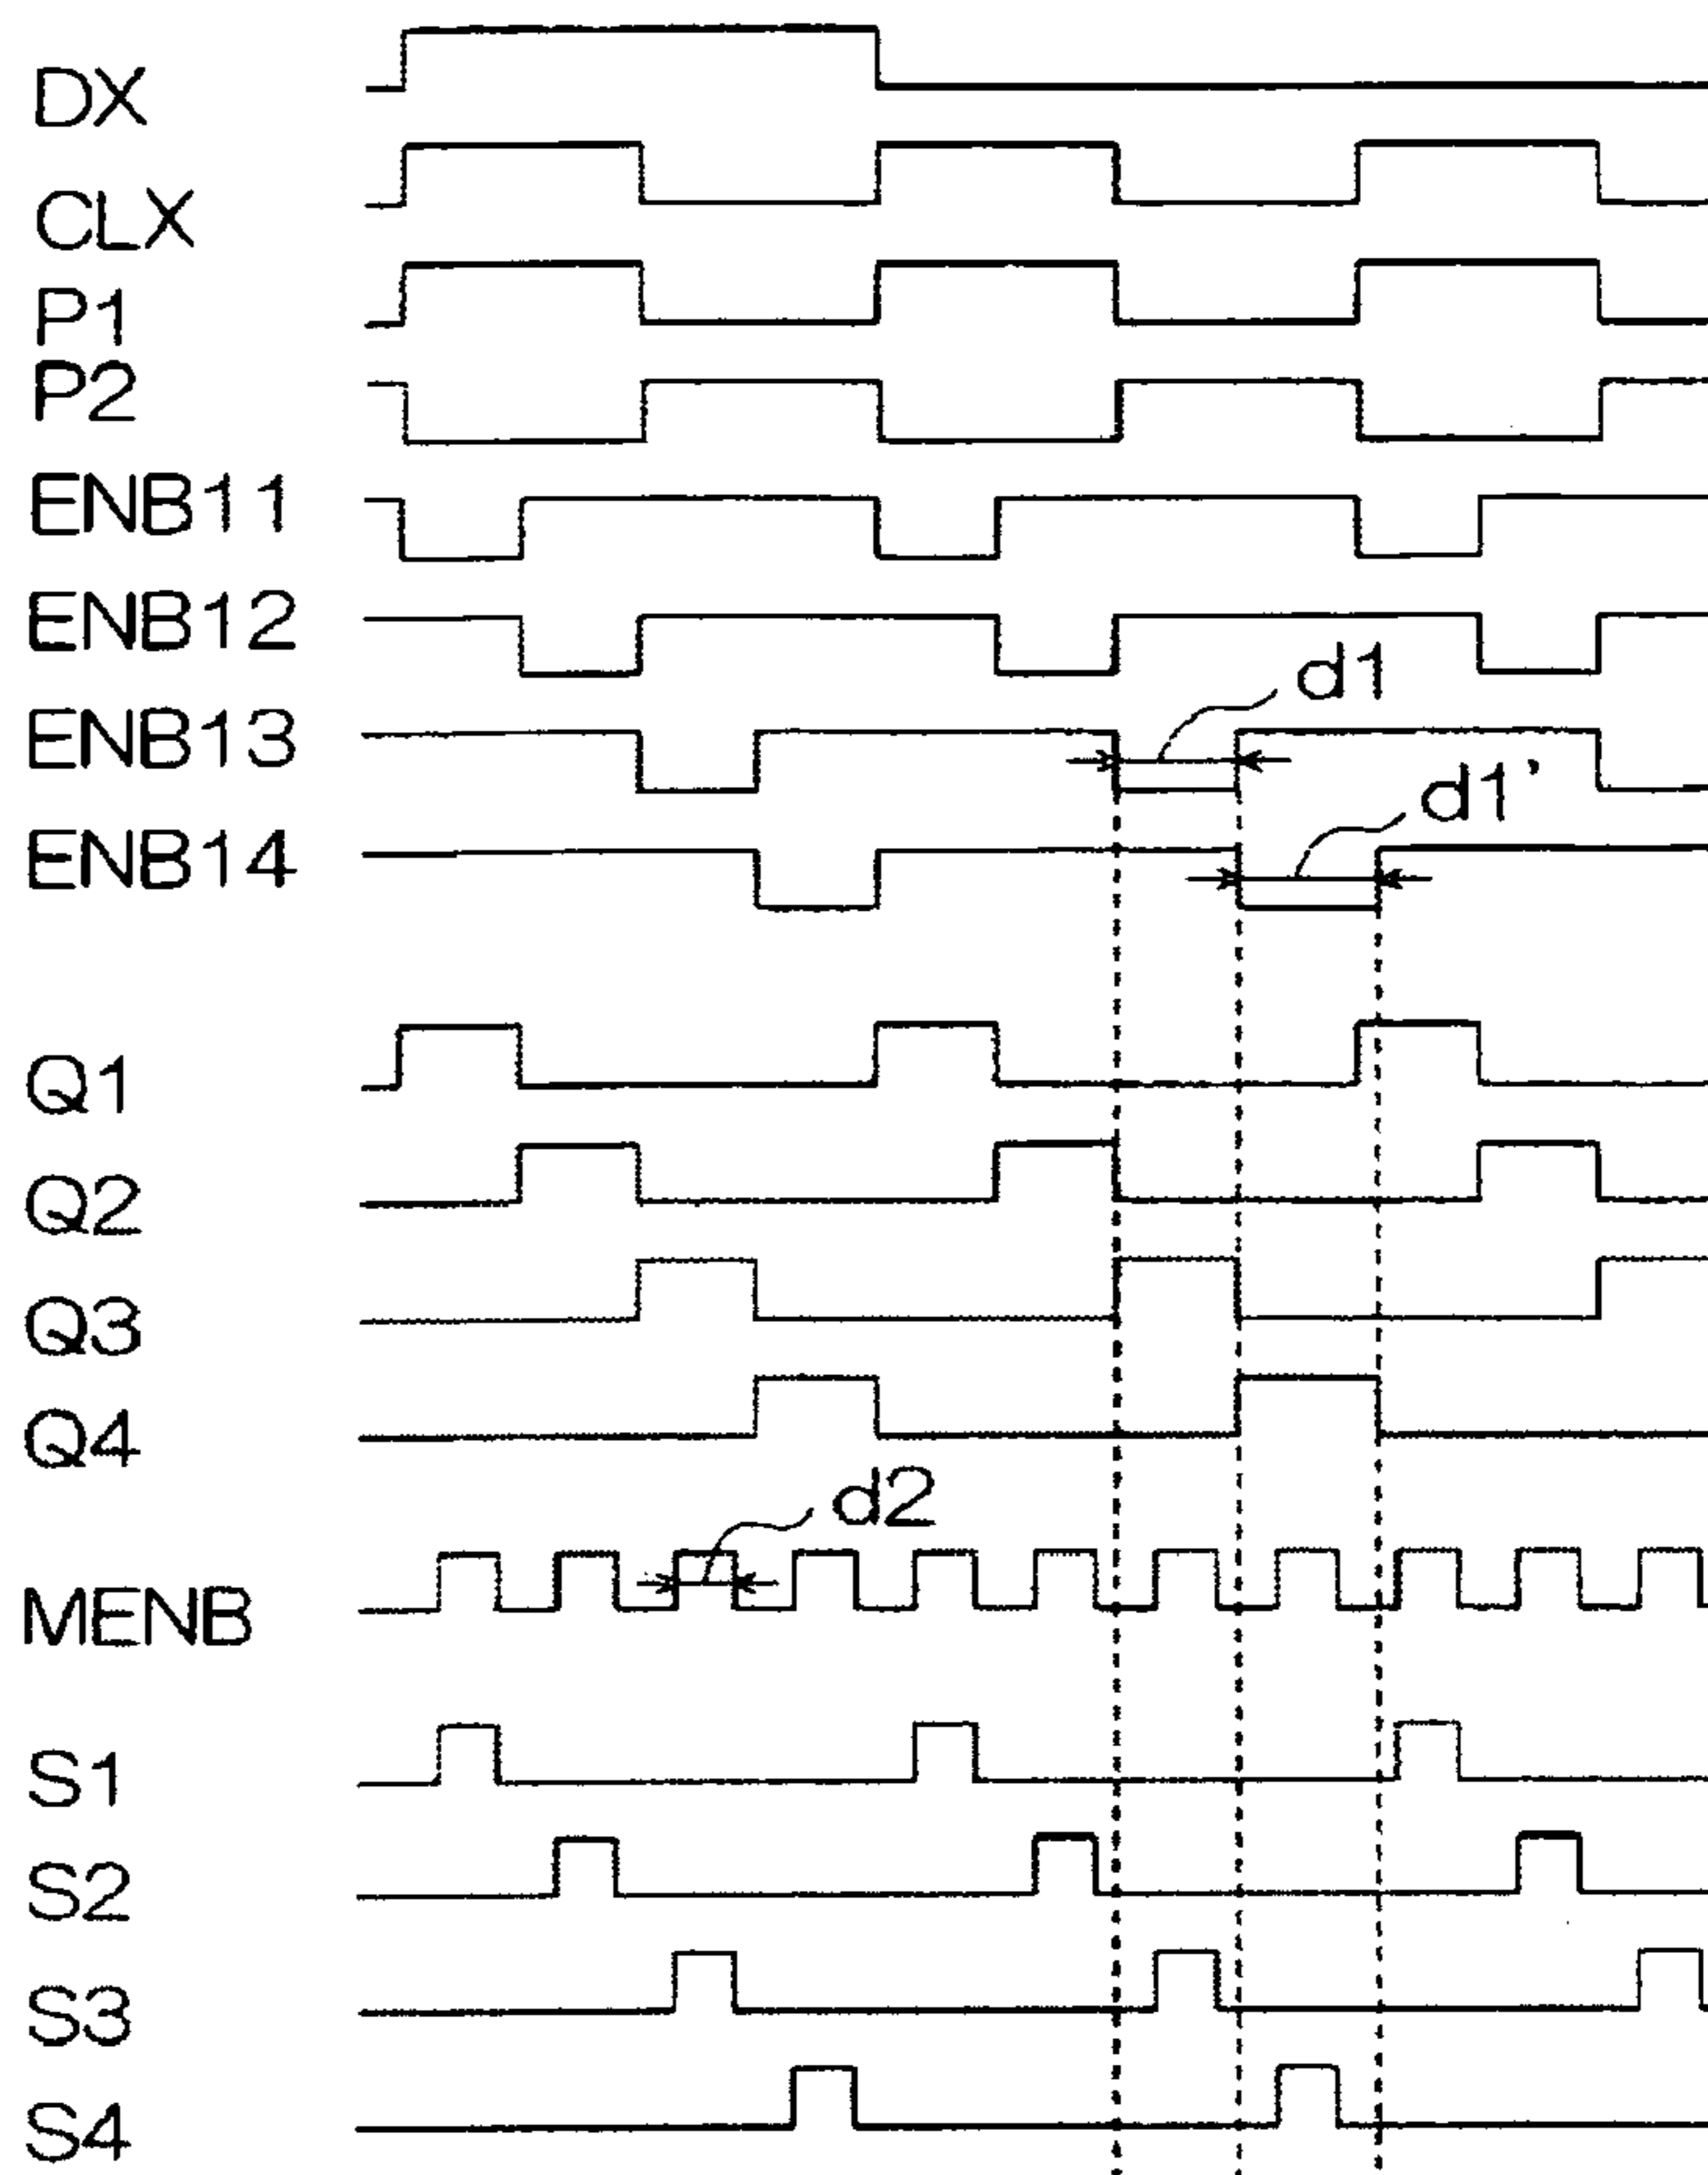 DX
CLX
P1
P2
ENB11
ENB12
d1
ENB13
d1'
ENB14
Q1
Q2
Q3
Q4
d2
MENB
S1
S2
S3
S4